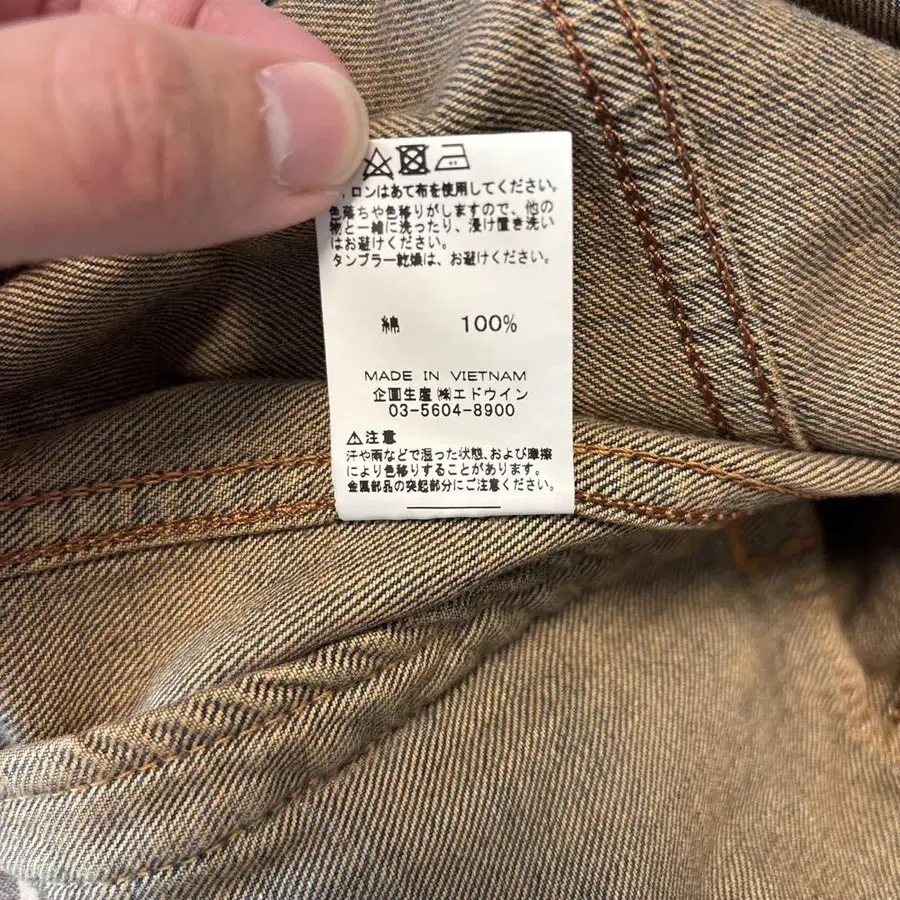 ロンはあて布を使用してください。
色落ちや色移りがしますので、他の
物と一緒に洗ったり、浸け置き洗い
はお避けください。
タンブラー乾燥は、お避けください。
綿 100%
MADE IN VIETNAM
企画生産㈱エドウイン
03-5604-8900
⚠注意
汗や雨などで湿った状態、および摩擦
により色移りすることがあります。
金属部品の突起部分にご注意ください。